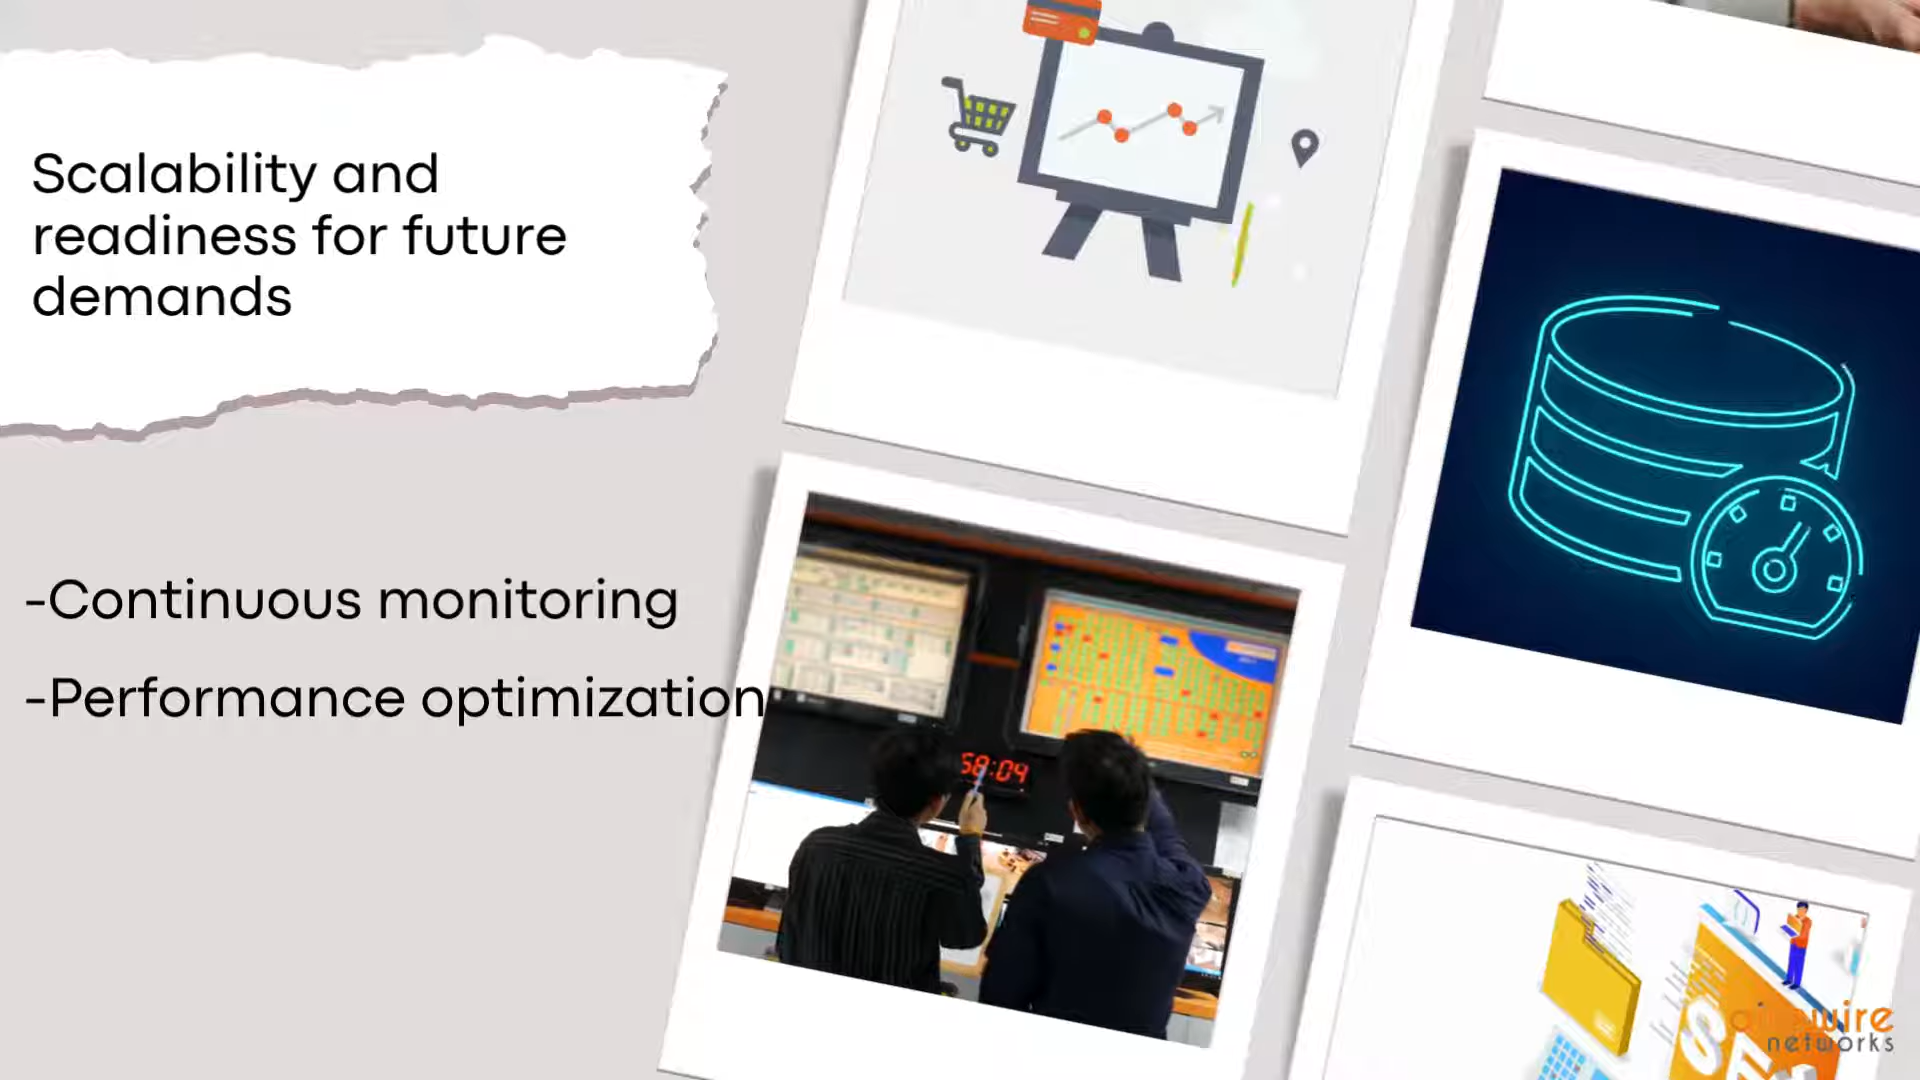 Scalability and
readiness for future
demands
-Continuous monitoring
-Performance optimization
58:04
networks